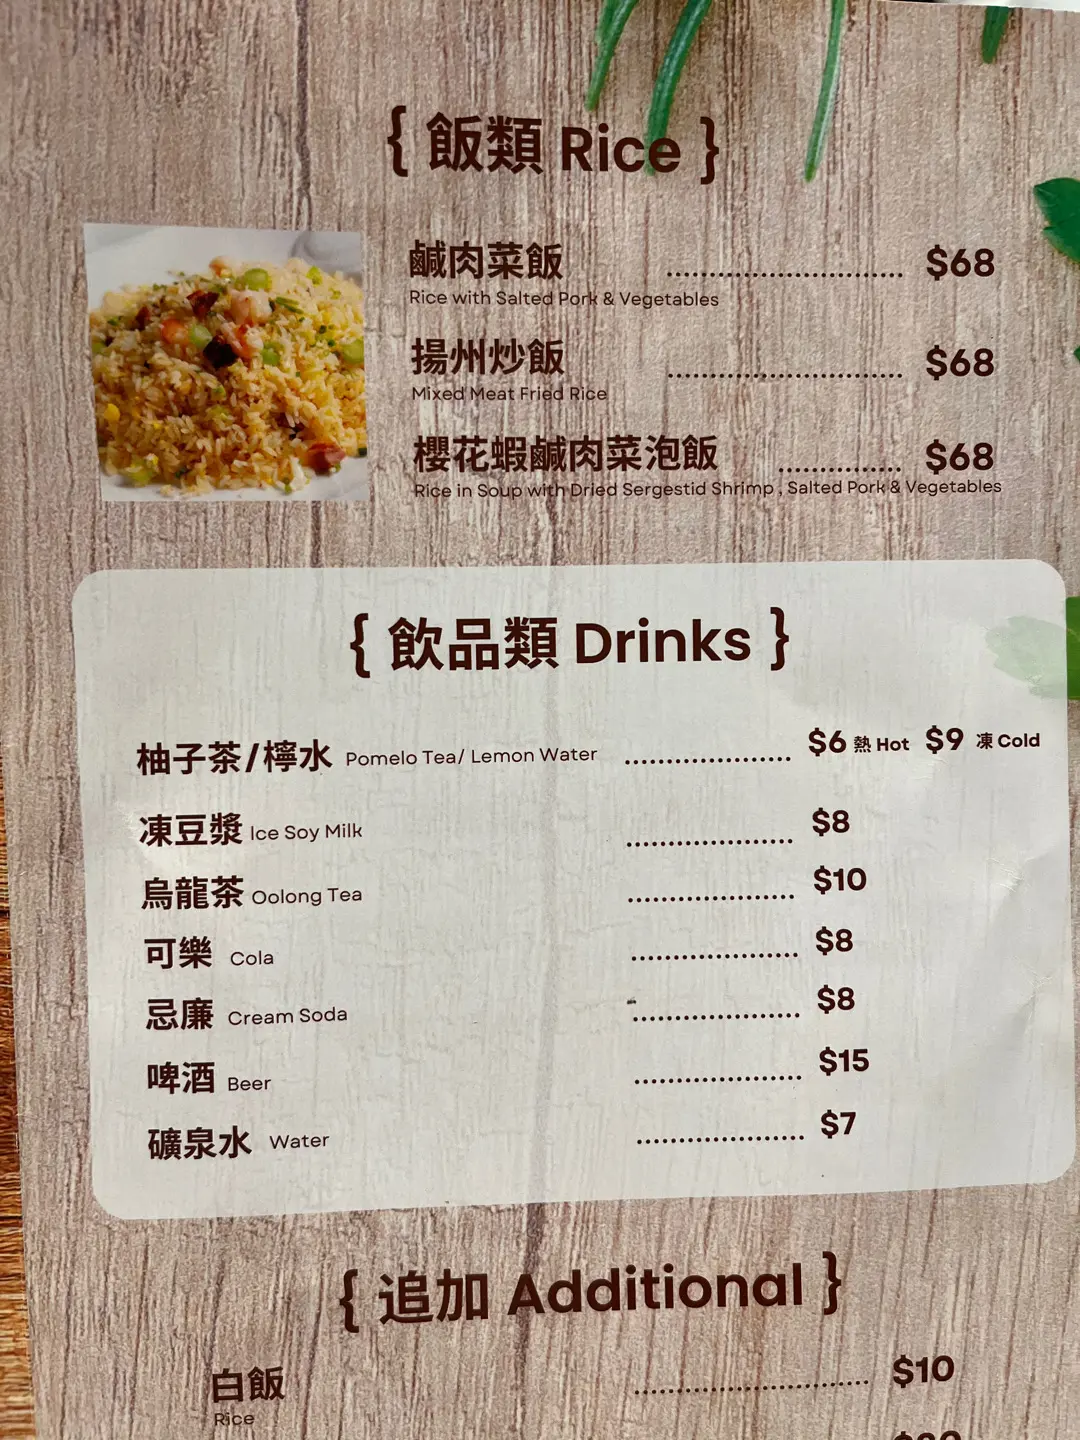 { 飯類 Rice }
鹹肉菜飯 ........................ $68
Rice with Salted Pork & Vegetables
揚州炒飯 ........................ $68
Mixed Meat Fried Rice
櫻花蝦鹹肉菜泡飯 ............. $68
Rice in Soup with Dried Sergestid Shrimp , Salted Pork & Vegetables
{ 飲品類 Drinks }
柚子茶/檸水 Pomelo Tea/ Lemon Water .................... $6 熱 Hot $9 凍 Cold
凍豆漿 Ice Soy Milk .................... $8
烏龍茶 Oolong Tea .................... $10
可樂 Cola .................... $8
忌廉 Cream Soda .................... $8
啤酒 Beer .................... $15
礦泉水 Water .................... $7
{ 追加 Additional }
白飯 ............................ $10
Rice